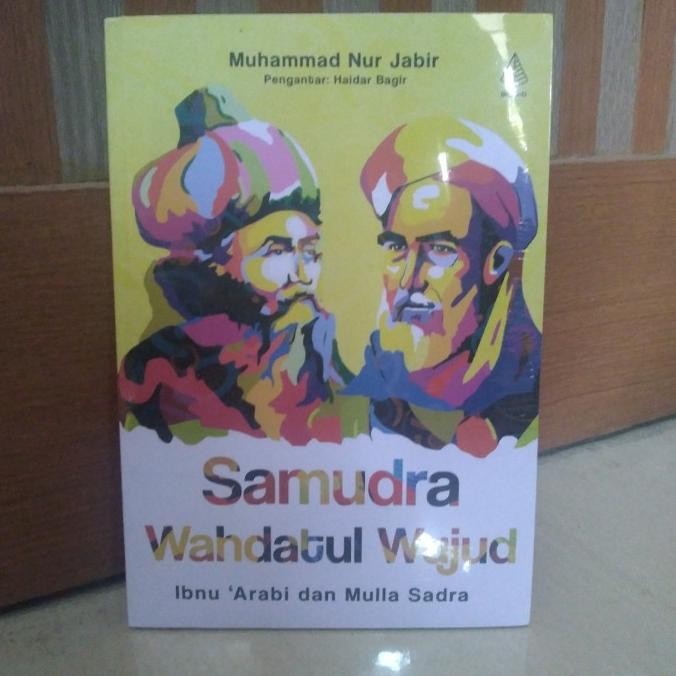 Muhammad Nur Jabir
Pengantar: Haidar Bagir
Samudra
Wahdatul Wujud
Ibnu ‘Arabi dan Mulla Sadra